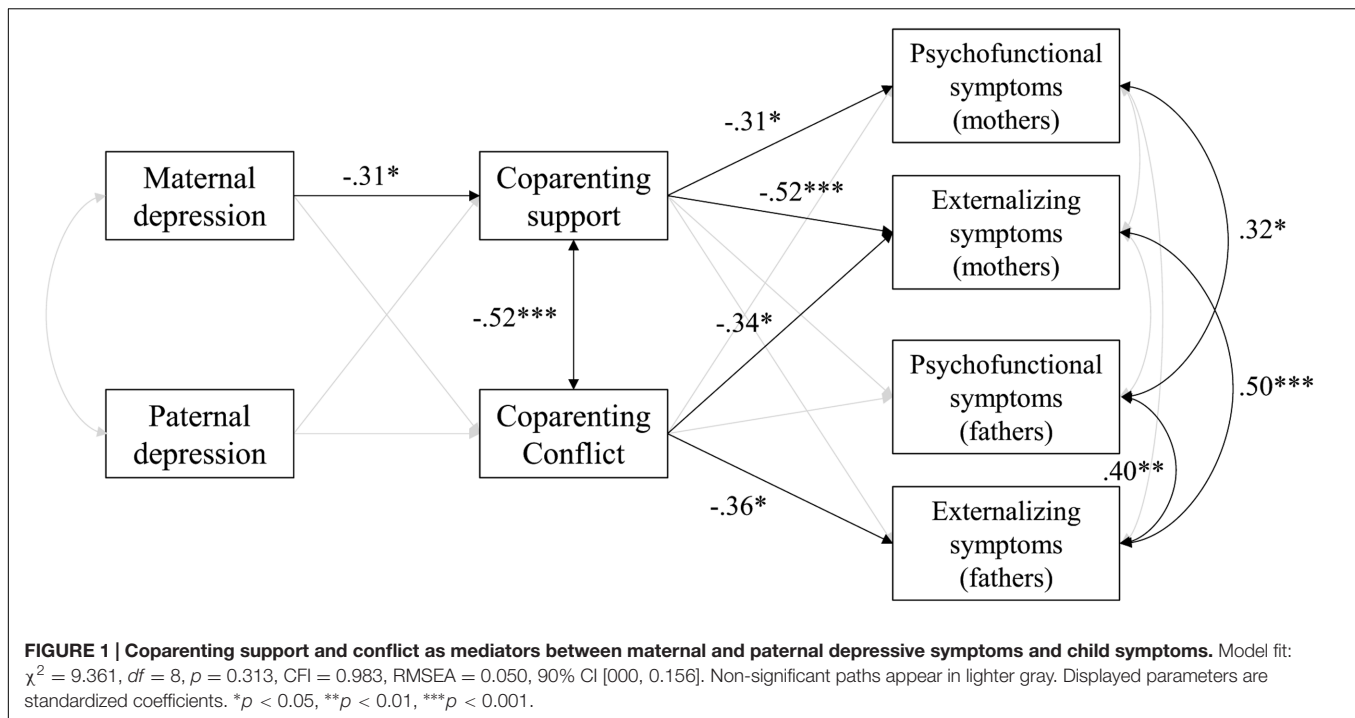 Psychofunctional
symptoms
(mothers)
-.31*
Maternal
depression
-.31*
Coparenting
support
-.52***
Externalizing
symptoms
(mothers)
.32*
-.52***
-.34*
Psychofunctional
symptoms
(fathers)
.50***
Paternal
depression
Coparenting
Conflict
.40**
-.36*
Externalizing
symptoms
(fathers)
FIGURE 1 | Coparenting support and conflict as mediators between maternal and paternal depressive symptoms and child symptoms. Model fit:
χ² = 9.361, df = 8, p = 0.313, CFI = 0.983, RMSEA = 0.050, 90% CI [000, 0.156]. Non-significant paths appear in lighter gray. Displayed parameters are
standardized coefficients. *p < 0.05, **p < 0.01, ***p < 0.001.